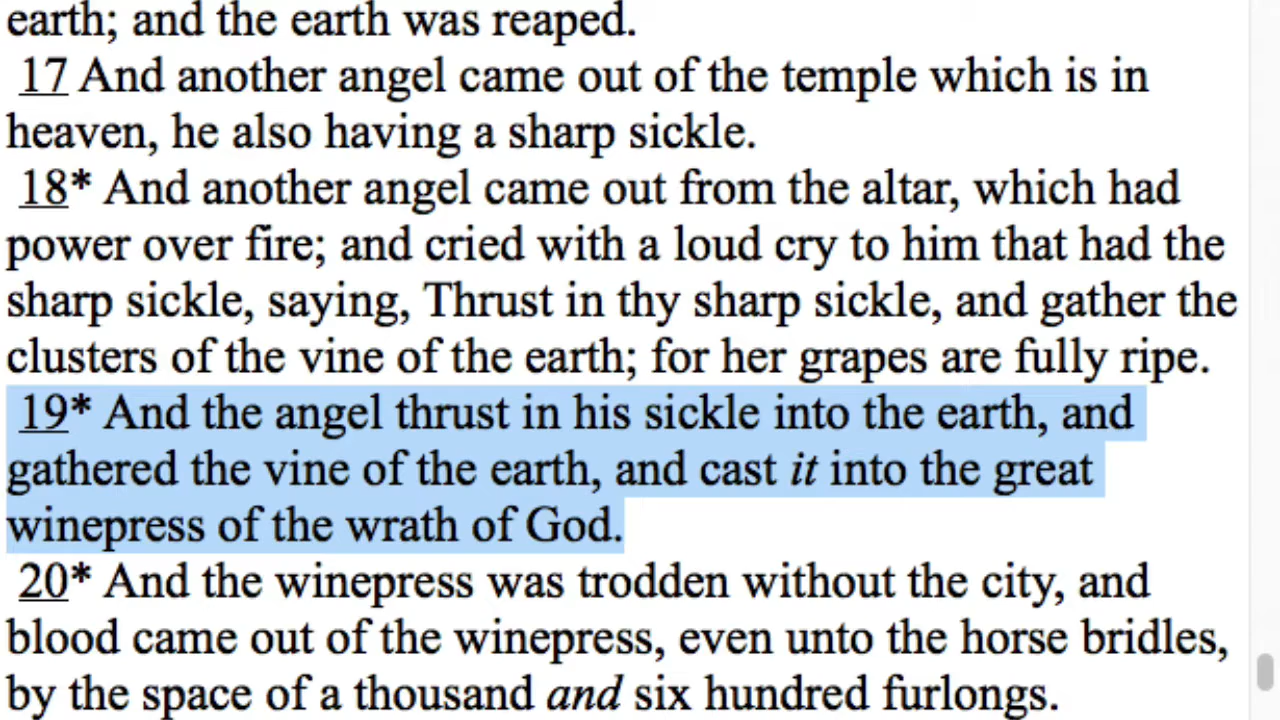 earth; and the earth was reaped.
17 And another angel came out of the temple which is in
heaven, he also having a sharp sickle.
18* And another angel came out from the altar, which had
power over fire; and cried with a loud cry to him that had the
sharp sickle, saying, Thrust in thy sharp sickle, and gather the
clusters of the vine of the earth; for her grapes are fully ripe.
19* And the angel thrust in his sickle into the earth, and
gathered the vine of the earth, and cast it into the great
winepress of the wrath of God.
20* And the winepress was trodden without the city, and
blood came out of the winepress, even unto the horse bridles,
by the space of a thousand and six hundred furlongs.